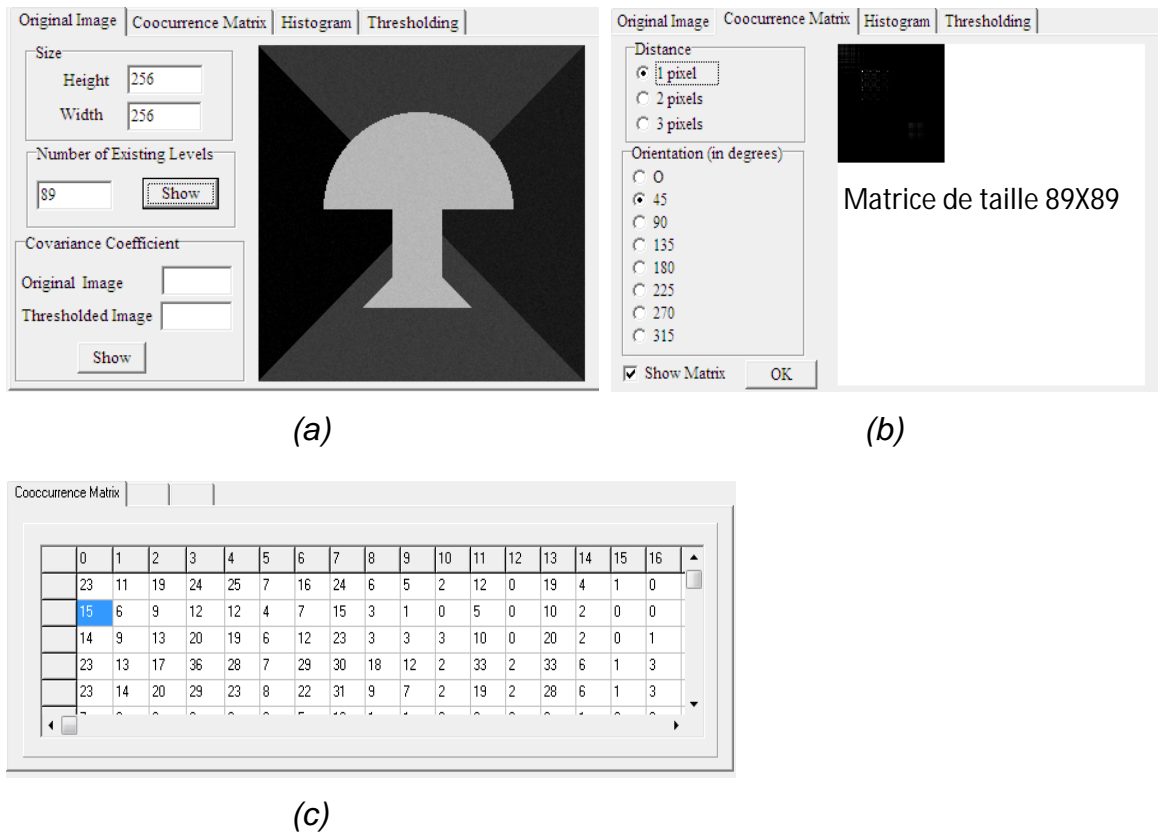 Original Image Coocurrence Matrix Histogram Thresholding
Size
Height 256
Width 256
Number of Existing Levels
89 Show
Covariance Coefficient
Original Image
Thresholded Image
Show
(a)
Original Image Coocurrence Matrix Histogram Thresholding
Distance
1 pixel
2 pixels
3 pixels
Orientation (in degrees)
O
45
90
135
180
225
270
315
Show Matrix OK
Matrice de taille 89X89
(b)
Cooccurrence Matrix
0 1 2 3 4 5 6 7 8 9 10 11 12 13 14 15 16
23 11 19 24 25 7 16 24 6 5 2 12 0 19 4 1 0
15 6 9 12 12 4 7 15 3 1 0 5 0 10 2 0 0
14 9 13 20 19 6 12 23 3 3 3 10 0 20 2 0 1
23 13 17 36 28 7 29 30 18 12 2 33 2 33 6 1 3
23 14 20 29 23 8 22 31 9 7 2 19 2 28 6 1 3
(c)